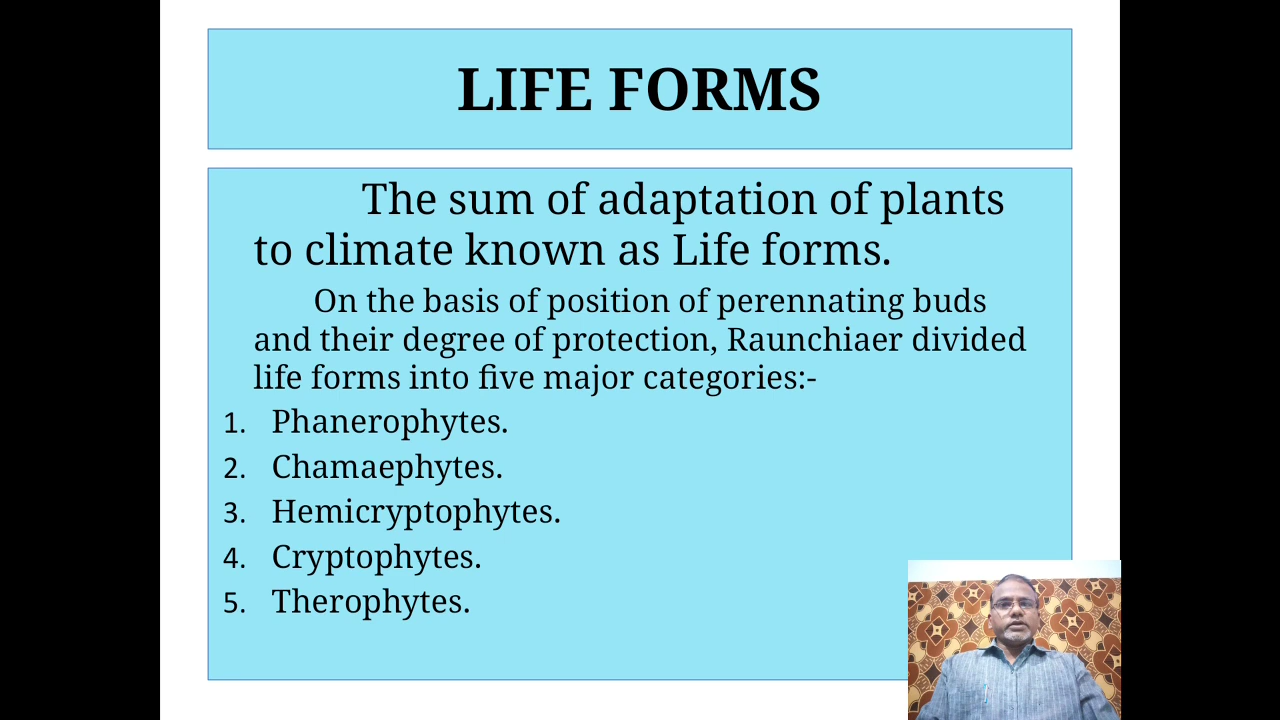 LIFE FORMS
The sum of adaptation of plants
to climate known as Life forms.
On the basis of position of perennating buds
and their degree of protection, Raunchiaer divided
life forms into five major categories:-
1. Phanerophytes.
2. Chamaephytes.
3. Hemicryptophytes.
4. Cryptophytes.
5. Therophytes.